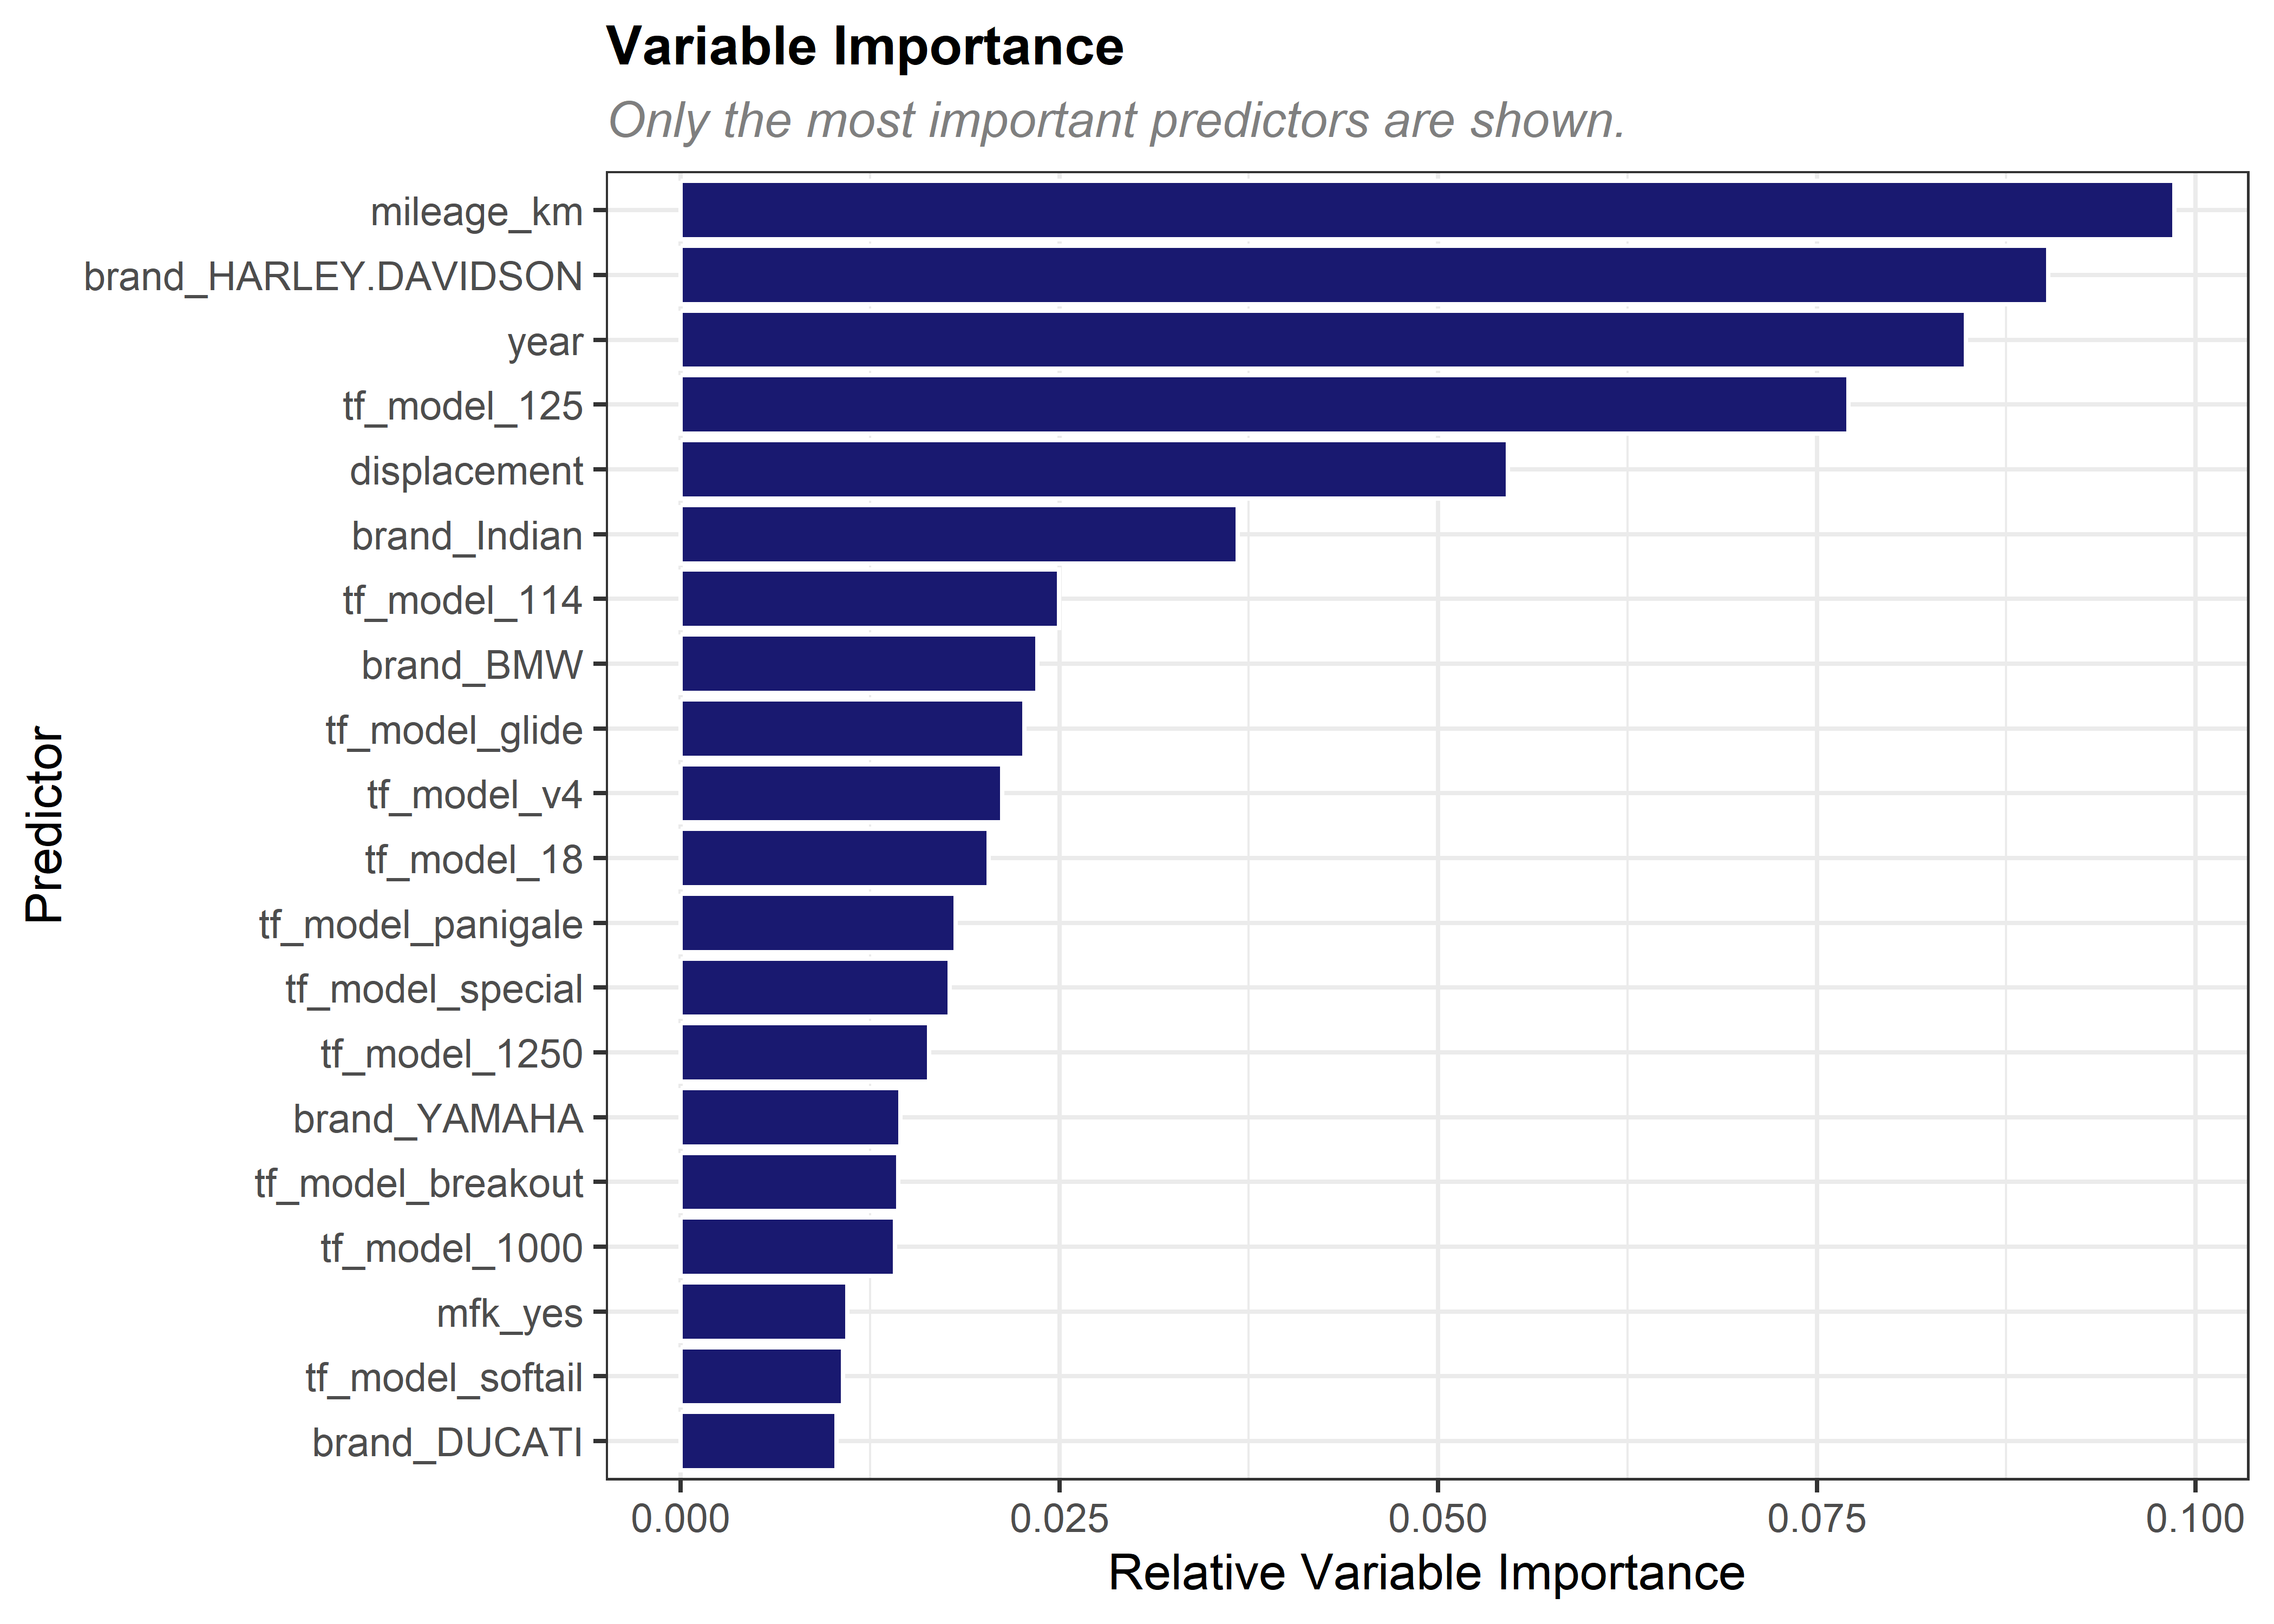 Variable Importance
Only the most important predictors are shown.
mileage_km
brand_HARLEY.DAVIDSON
year
tf_model_125
displacement
brand_Indian
tf_model_114
brand_BMW
tf_model_glide
tf_model_v4
tf_model_18
tf_model_panigale
tf_model_special
tf_model_1250
brand_YAMAHA
tf_model_breakout
tf_model_1000
mfk_yes
tf_model_softail
brand_DUCATI
Predictor
0.000 0.025 0.050 0.075 0.100
Relative Variable Importance